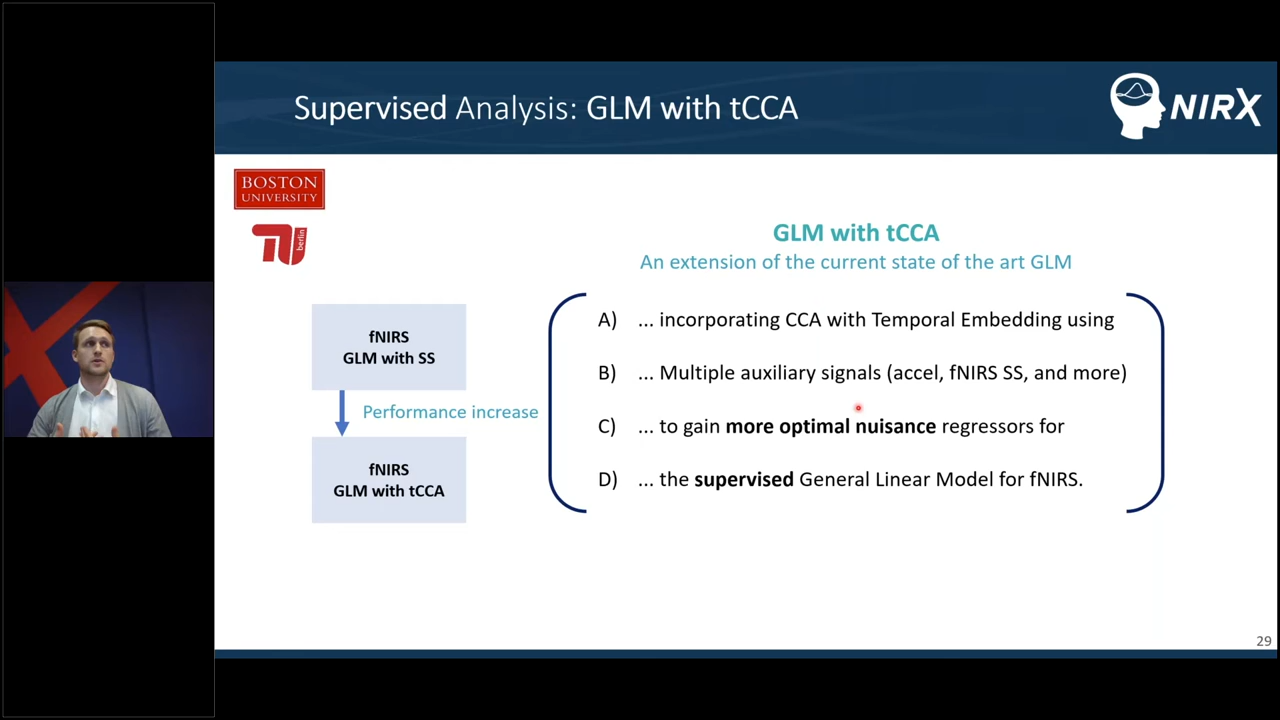 Supervised Analysis: GLM with tCCA
NIRX
BOSTON
UNIVERSITY
berlin
GLM with tCCA
An extension of the current state of the art GLM
fNIRS
GLM with SS
Performance increase
fNIRS
GLM with tCCA
A) ... incorporating CCA with Temporal Embedding using
B) ... Multiple auxiliary signals (accel, fNIRS SS, and more)
C) ... to gain more optimal nuisance regressors for
D) ... the supervised General Linear Model for fNIRS.
29